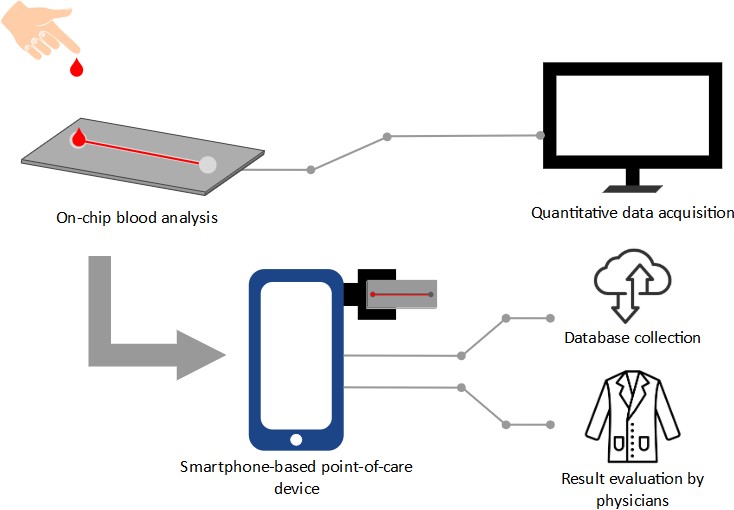 On-chip blood analysis
Quantitative data acquisition
Database collection
Smartphone-based point-of-care
device
Result evaluation by
physicians